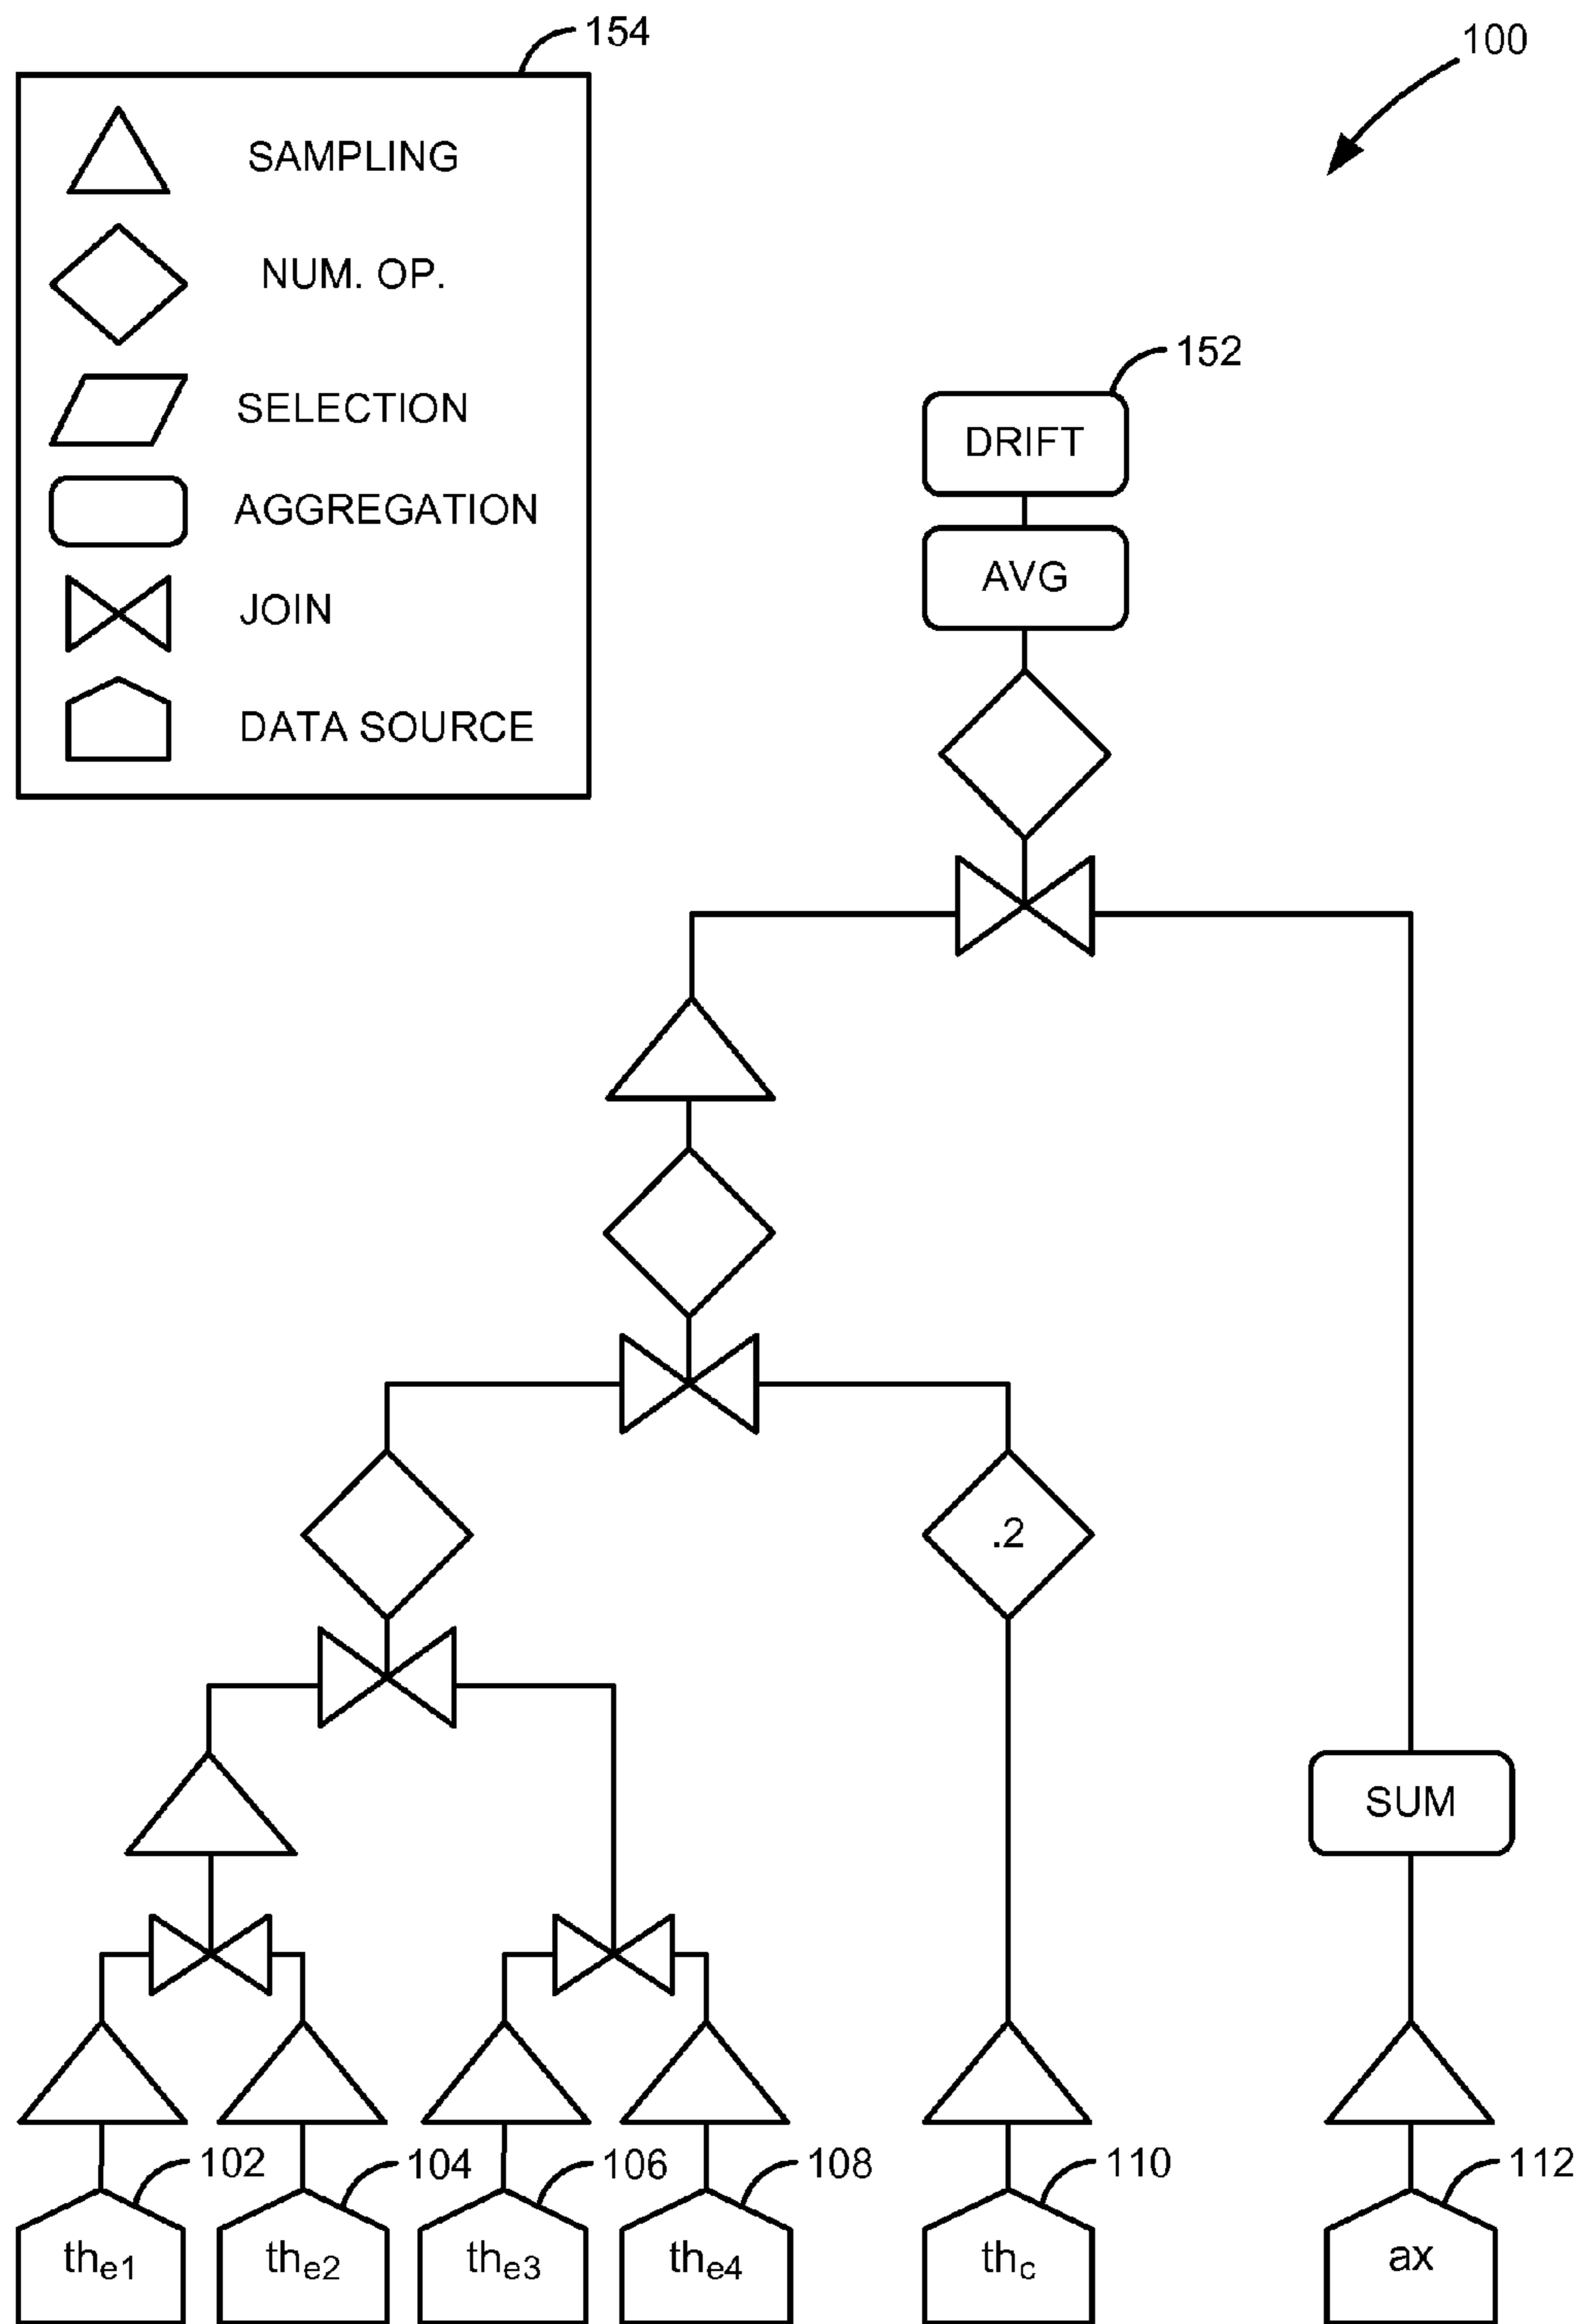 154
100
SAMPLING
NUM. OP.
152
SELECTION
DRIFT
AGGREGATION
AVG
JOIN
DATA SOURCE
.2
SUM
102
104
106
108
110
112
the1
the2
the3
the4
thc
ax